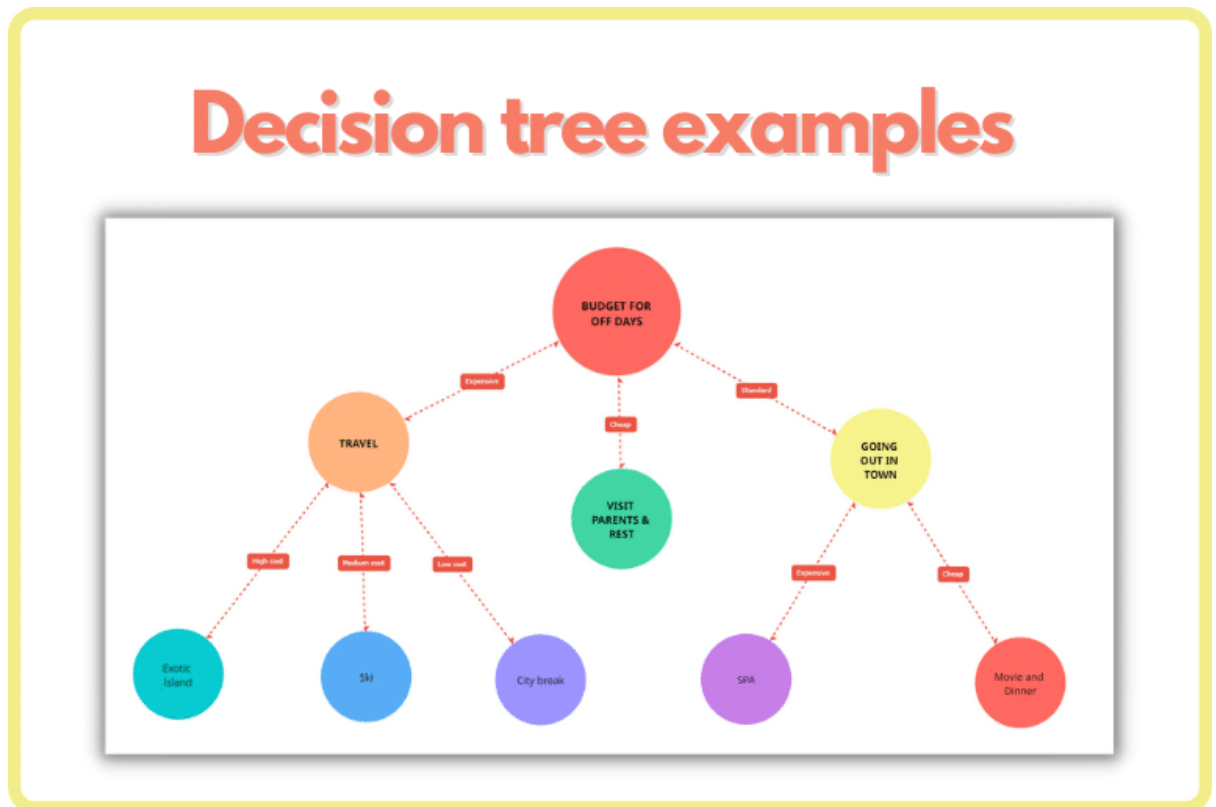 Decision tree examples
BUDGET FOR
OFF DAYS
Expensive
Cheap
Standard
TRAVEL
VISIT
PARENTS &
REST
GOING
OUT IN
TOWN
High cost
Medium cost
Low cost
Expensive
Cheap
Exotic
island
Ski
City break
SPA
Movie and
Dinner